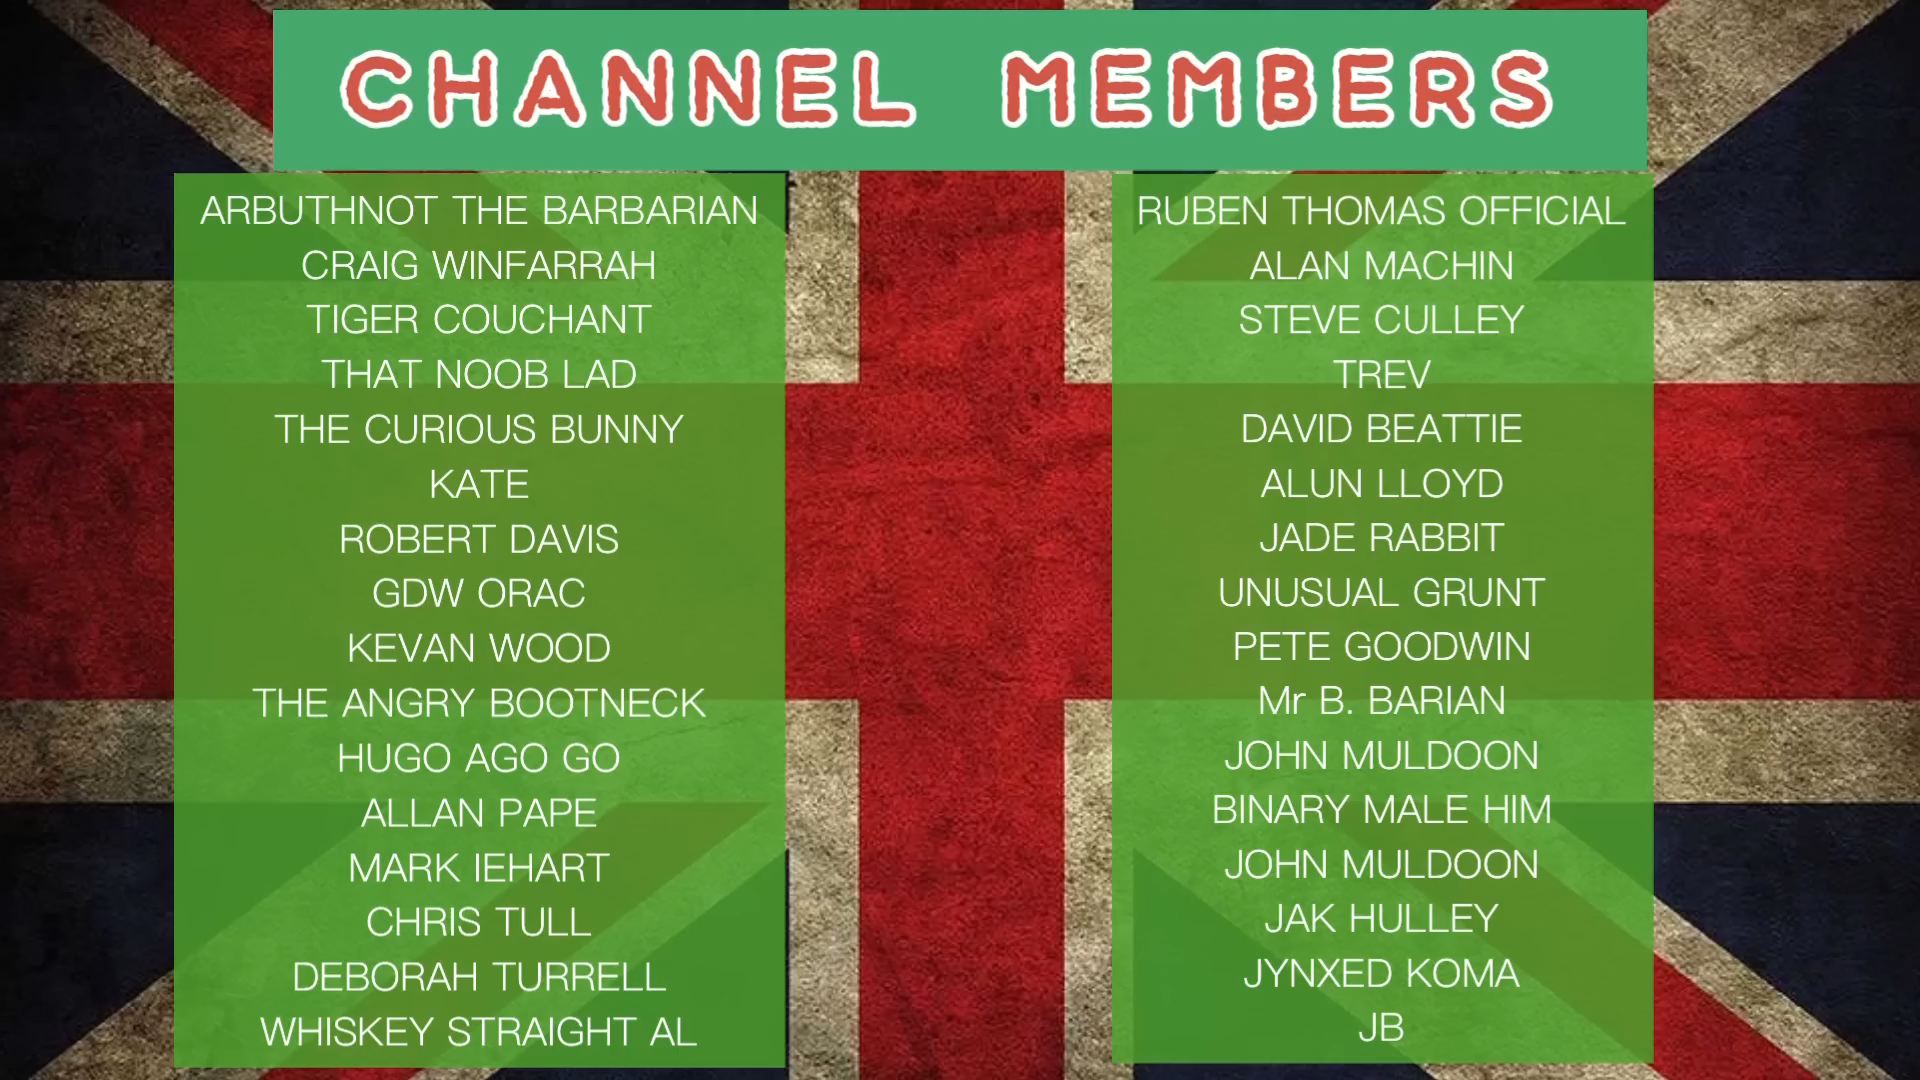 CHANNEL MEMBERS
ARBUTHNOT THE BARBARIAN
CRAIG WINFARRAH
TIGER COUCHANT
THAT NOOB LAD
THE CURIOUS BUNNY
KATE
ROBERT DAVIS
GDW ORAC
KEVAN WOOD
THE ANGRY BOOTNECK
HUGO AGO GO
ALLAN PAPE
MARK IEHART
CHRIS TULL
DEBORAH TURRELL
WHISKEY STRAIGHT AL
RUBEN THOMAS OFFICIAL
ALAN MACHIN
STEVE CULLEY
TREV
DAVID BEATTIE
ALUN LLOYD
JADE RABBIT
UNUSUAL GRUNT
PETE GOODWIN
Mr B. BARIAN
JOHN MULDOON
BINARY MALE HIM
JOHN MULDOON
JAK HULLEY
JYNXED KOMA
JB